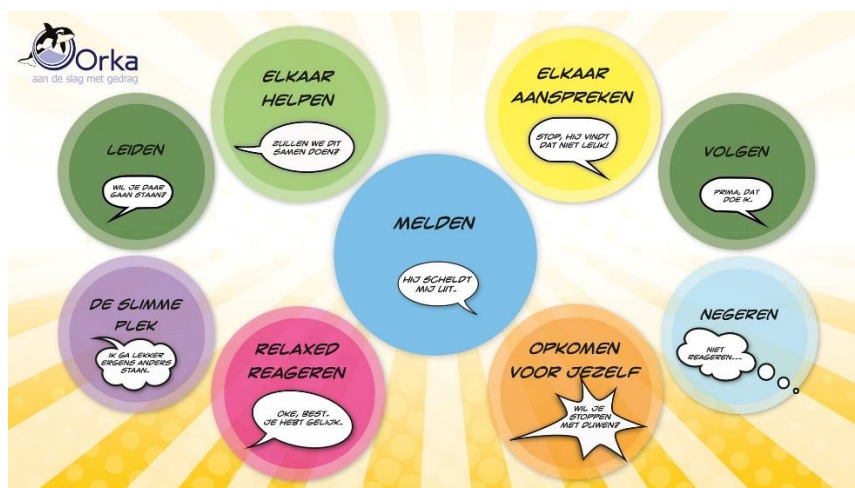 Orka
aan de slag met gedrag
ELKAAR
HELPEN
ZULLEN WE DIT
SAMEN DOEN?
ELKAAR
AANSPREKEN
STOP, HIJ VINDT
DAT NIET LEUK!
LEIDEN
WIL JE DAAR
GAAN STAAN?
VOLGEN
PRIMA, DAT
DOE IK.
MELDEN
HIJ SCHELDT
MIJ UIT.
DE SLIMME
PLEK
IK GA LEKKER
ERGENS ANDERS
STAAN.
RELAXED
REAGEREN
OKE, BEST.
JE HEBT GELIJK.
OPKOMEN
VOOR JEZELF
WIL JE
STOPPEN
MET DUWEN?
NEGEREN
NIET
REAGEREN...